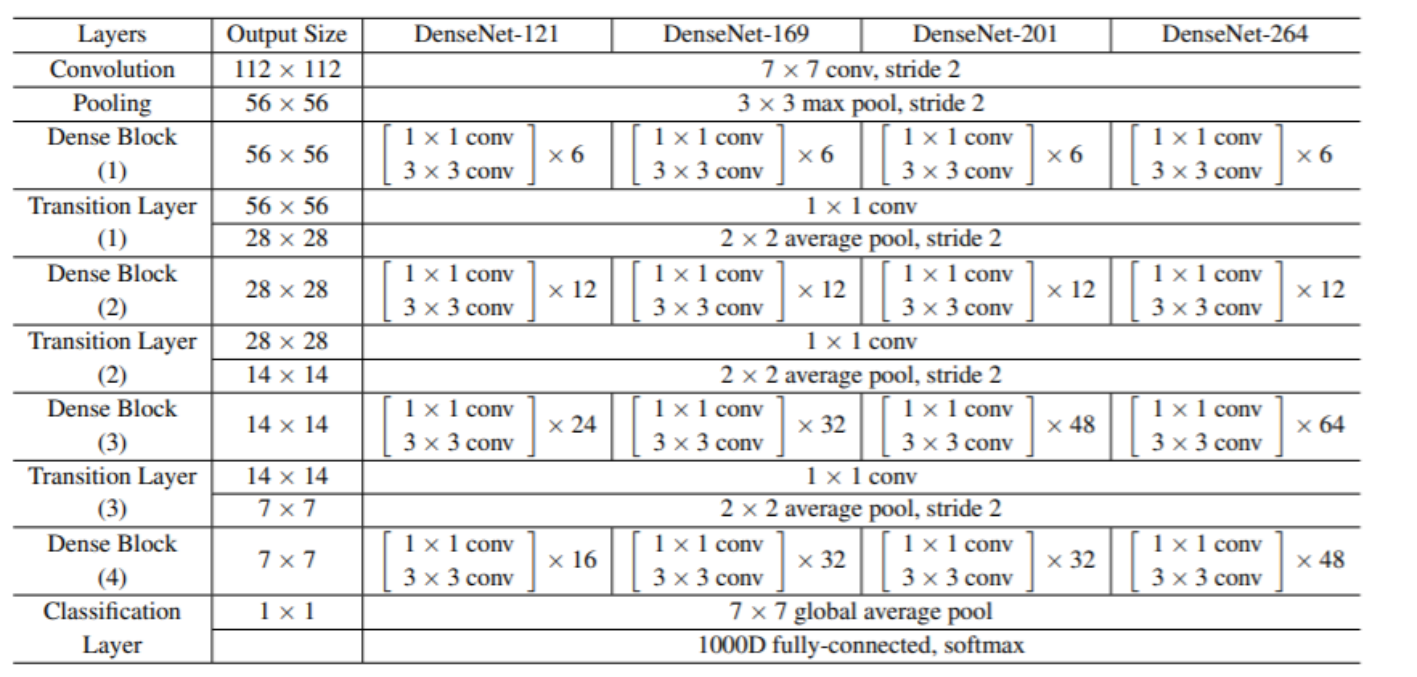 Layers Output Size DenseNet-121 DenseNet-169 DenseNet-201 DenseNet-264
Convolution 112 × 112 7 × 7 conv, stride 2
Pooling 56 × 56 3 × 3 max pool, stride 2
Dense Block (1) 56 × 56 [ 1 × 1 conv 3 × 3 conv ] × 6 [ 1 × 1 conv 3 × 3 conv ] × 6 [ 1 × 1 conv 3 × 3 conv ] × 6 [ 1 × 1 conv 3 × 3 conv ] × 6
Transition Layer 56 × 56 1 × 1 conv
(1) 28 × 28 2 × 2 average pool, stride 2
Dense Block (2) 28 × 28 [ 1 × 1 conv 3 × 3 conv ] × 12 [ 1 × 1 conv 3 × 3 conv ] × 12 [ 1 × 1 conv 3 × 3 conv ] × 12 [ 1 × 1 conv 3 × 3 conv ] × 12
Transition Layer 28 × 28 1 × 1 conv
(2) 14 × 14 2 × 2 average pool, stride 2
Dense Block (3) 14 × 14 [ 1 × 1 conv 3 × 3 conv ] × 24 [ 1 × 1 conv 3 × 3 conv ] × 32 [ 1 × 1 conv 3 × 3 conv ] × 48 [ 1 × 1 conv 3 × 3 conv ] × 64
Transition Layer 14 × 14 1 × 1 conv
(3) 7 × 7 2 × 2 average pool, stride 2
Dense Block (4) 7 × 7 [ 1 × 1 conv 3 × 3 conv ] × 16 [ 1 × 1 conv 3 × 3 conv ] × 32 [ 1 × 1 conv 3 × 3 conv ] × 32 [ 1 × 1 conv 3 × 3 conv ] × 48
Classification 1 × 1 7 × 7 global average pool
Layer 1000D fully-connected, softmax